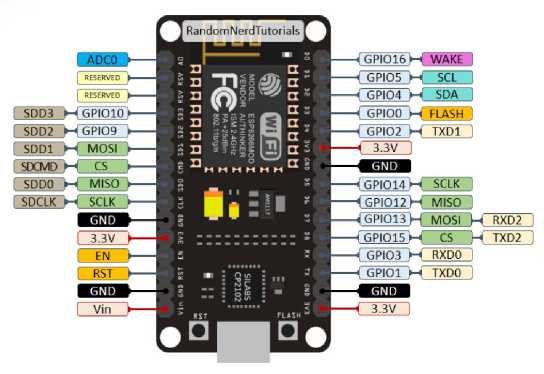 RandomNerdTutorials
ADC0 A0 D0 GPIO16 WAKE
RESERVED RSV D1 GPIO5 SCL
RESERVED RSV D2 GPIO4 SDA
SDD3 GPIO10 SD3 D3 GPIO0 FLASH
SDD2 GPIO9 SD2 D4 GPIO2 TXD1
SDD1 MOSI SD1 3V3 3.3V
SDCMD CS CMD GND GND
SDD0 MISO SD0 D5 GPIO14 SCLK
SDCLK SCLK CLK D6 GPIO12 MISO
GND GND D7 GPIO13 MOSI RXD2
3.3V 3V3 D8 GPIO15 CS TXD2
EN EN RX GPIO3 RXD0
RST RST TX GPIO1 TXD0
GND GND GND GND
Vin Vin 3V3 3.3V
MODEL ESP8266MOD
VENDOR AITHINKER
ISM 2.4GHz
PA +25dBm
802.11b/g/n
FCC
WiFi
SILABS
CP2102
RST
FLASH